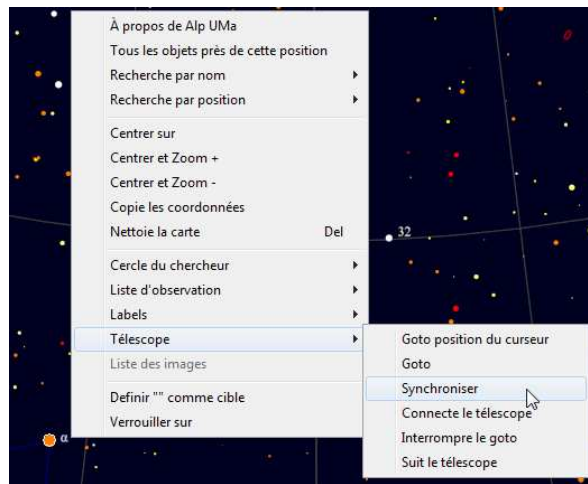 À propos de Alp UMa
Tous les objets près de cette position
Recherche par nom
Recherche par position
Centrer sur
Centrer et Zoom +
Centrer et Zoom -
Copie les coordonnées
Nettoie la carte Del
32
Cercle du chercheur
Liste d'observation
Labels
Télescope
Liste des images
Definir "" comme cible
Verrouiller sur
α
Goto position du curseur
Goto
Synchroniser
Connecte le télescope
Interrompre le goto
Suit le télescope